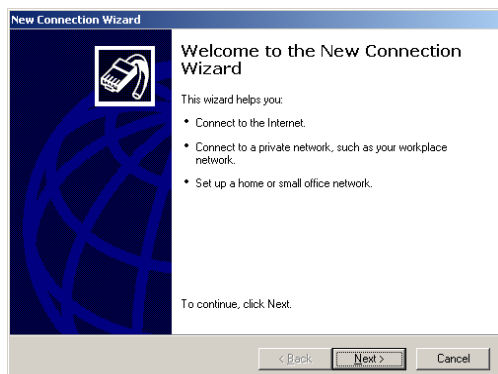 New Connection Wizard
Welcome to the New Connection
Wizard
This wizard helps you:
• Connect to the Internet.
• Connect to a private network, such as your workplace
network.
• Set up a home or small office network.
To continue, click Next.
< Back
Next >
Cancel